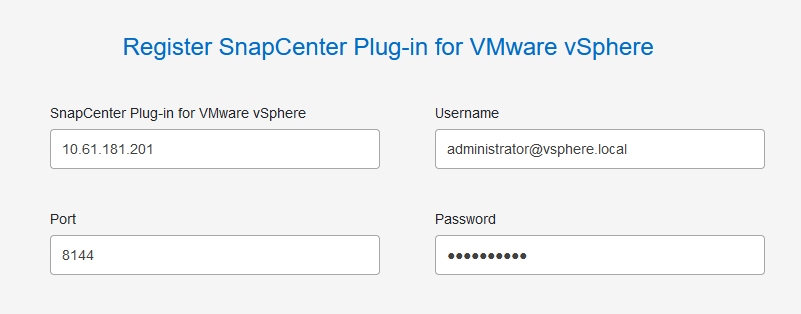 Register SnapCenter Plug-in for VMware vSphere
SnapCenter Plug-in for VMware vSphere
Username
10.61.181.201
administrator@vsphere.local
Port
Password
8144
●●●●●●●●●●